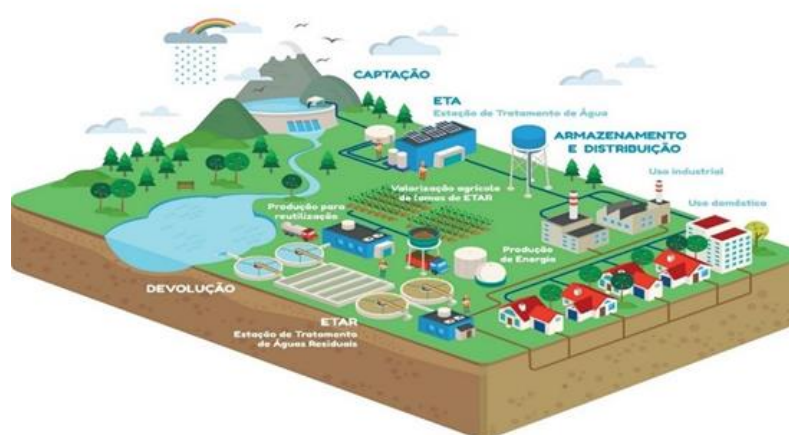 CAPTAÇÃO
ETA
Estação de Tratamento de Água
ARMAZENAMENTO
E DISTRIBUIÇÃO
Uso industrial
Uso doméstico
Valorização agrícola
de lamas de ETAR
Produção para
reutilização
Produção
de Energia
DEVOLUÇÃO
ETAR
Estação de Tratamento
de Águas Residuais